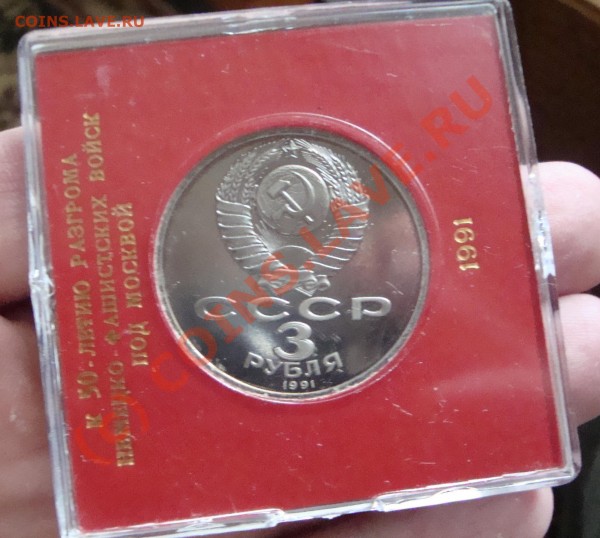 COINS.LAVE.RU
К 50-ЛЕТИЮ РАЗГРОМА
НЕМЕЦКО-ФАШИСТСКИХ ВОЙСК
ПОД МОСКВОЙ
СССР
3
РУБЛЯ
1991
1991
© COINS.LAVE.RU